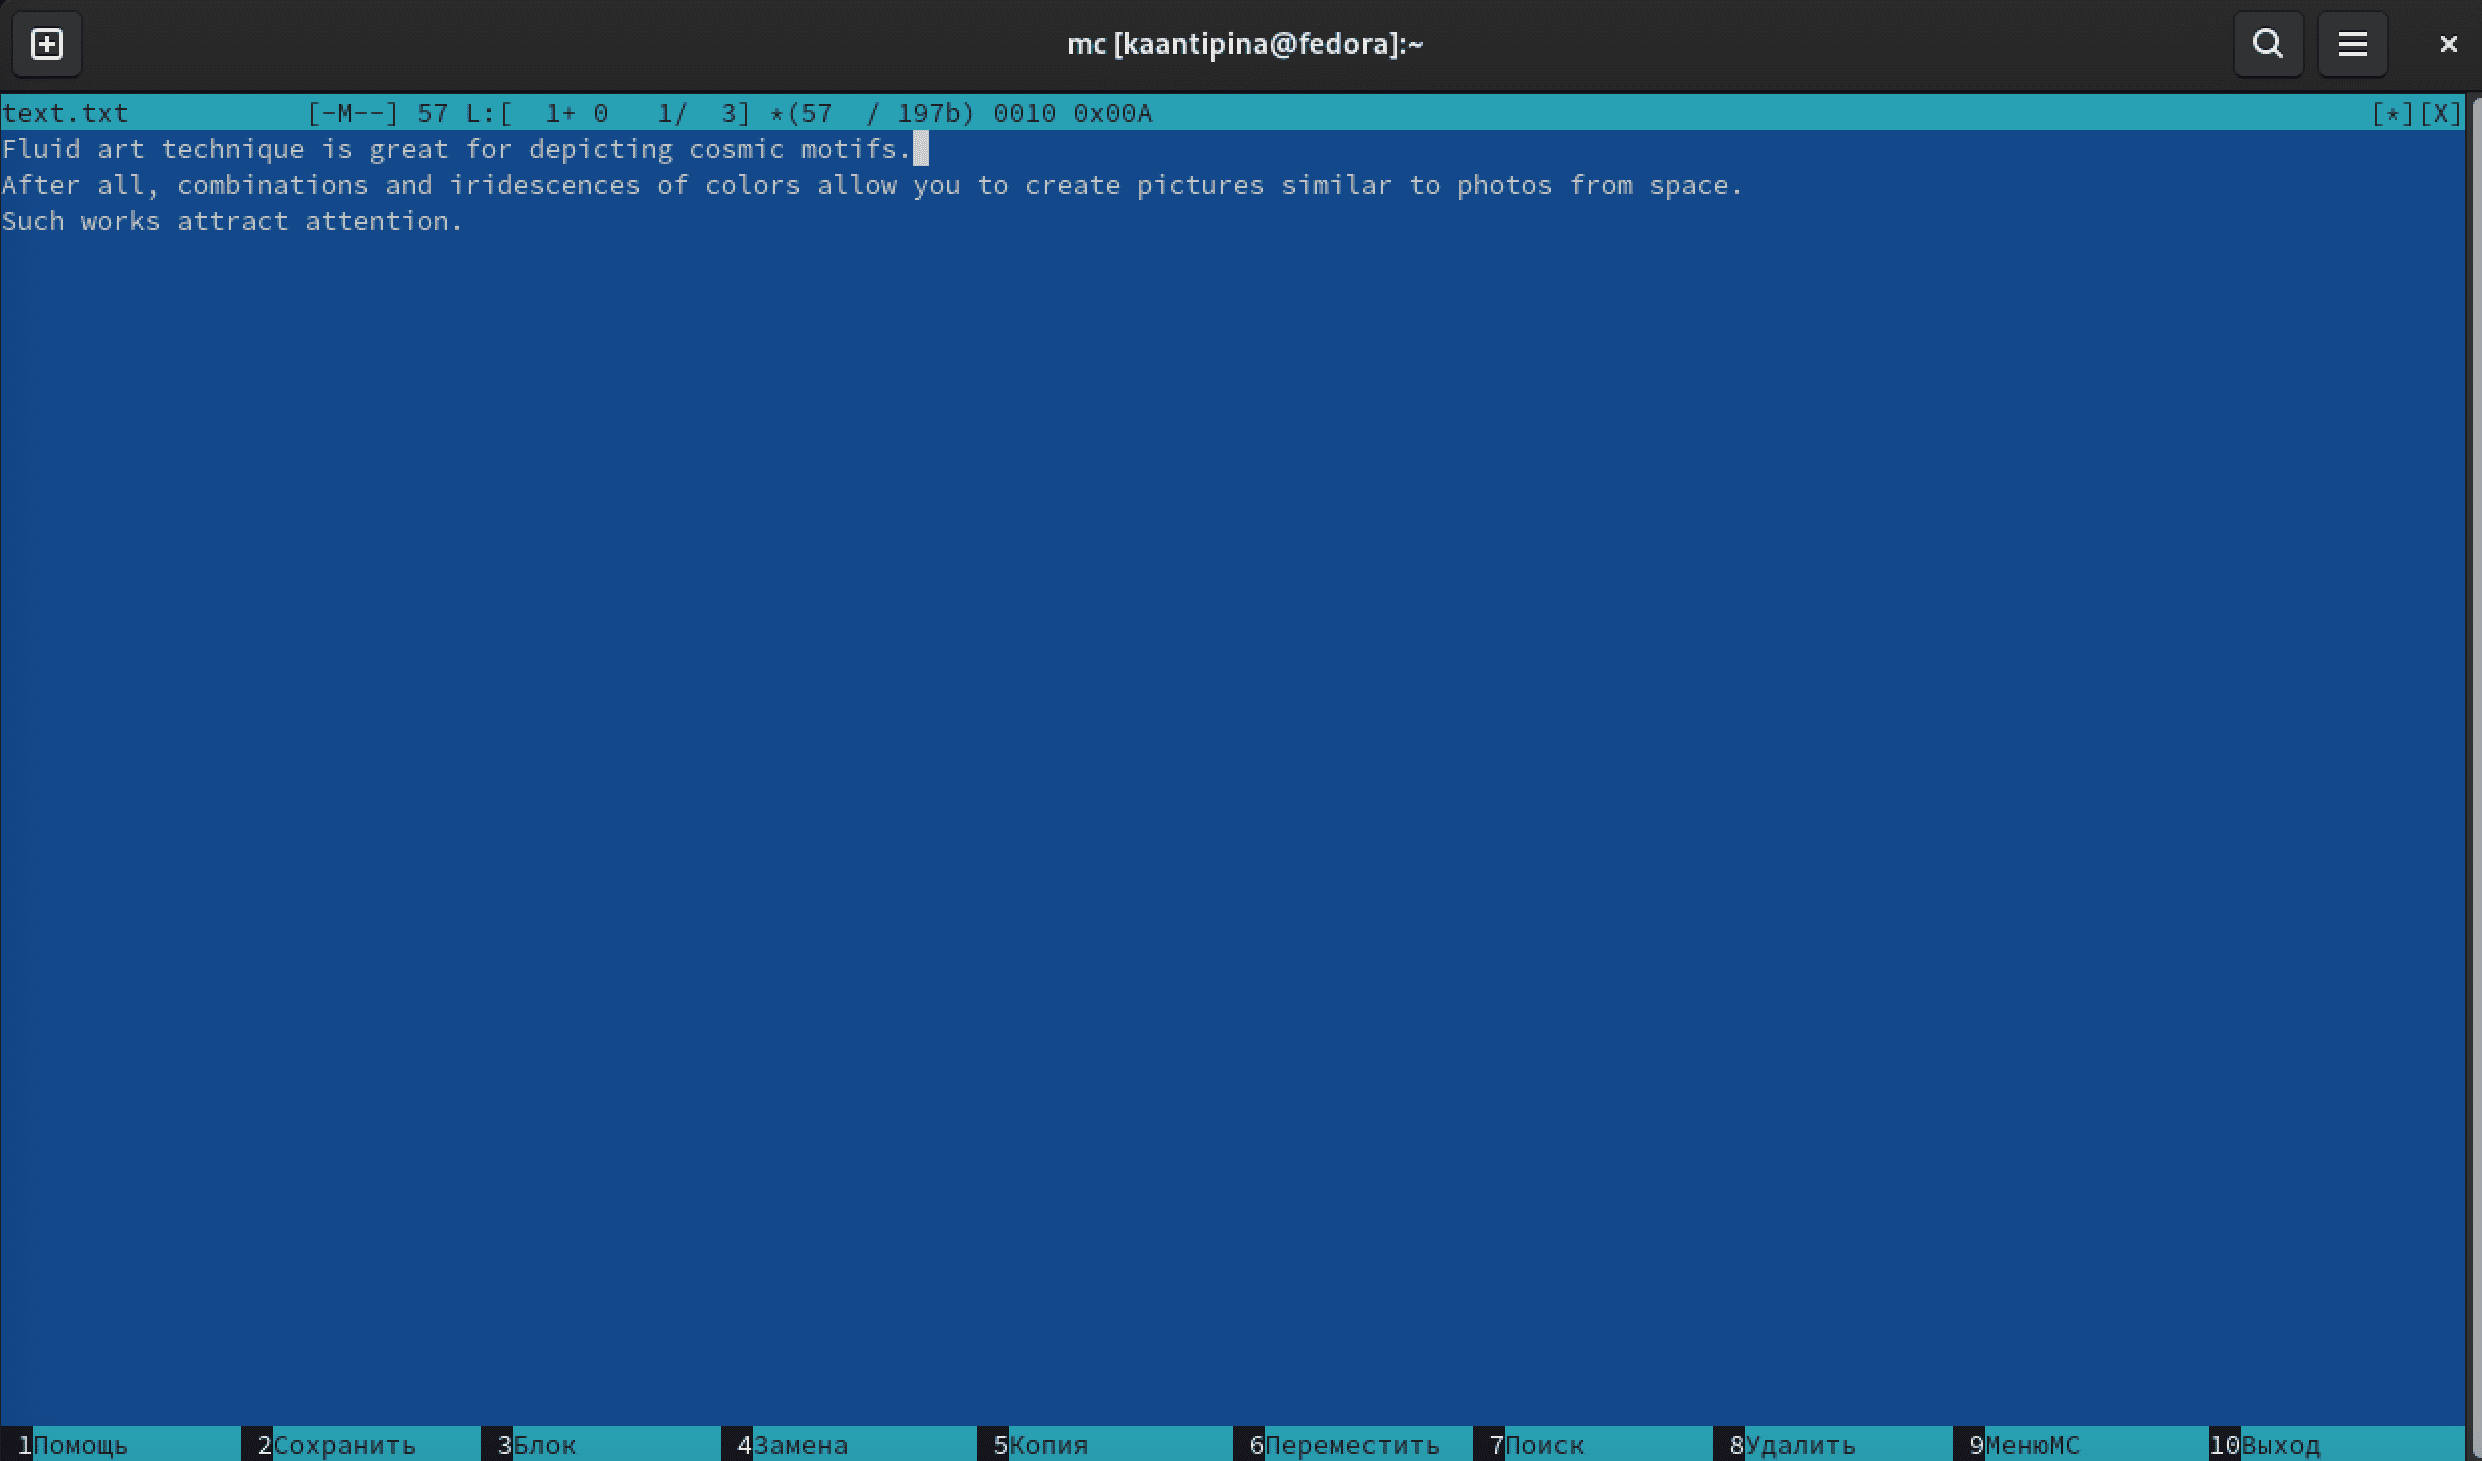 mc [kaantipina@fedora]:~
×
text.txt [-M--] 57 L:[ 1+ 0 1/ 3] *(57 / 197b) 0010 0x00A [*][X]
Fluid art technique is great for depicting cosmic motifs.
After all, combinations and iridescences of colors allow you to create pictures similar to photos from space.
Such works attract attention.
1Помощь 2Сохранить 3Блок 4Замена 5Копия 6Переместить 7Поиск 8Удалить 9МенюMC 10Выход